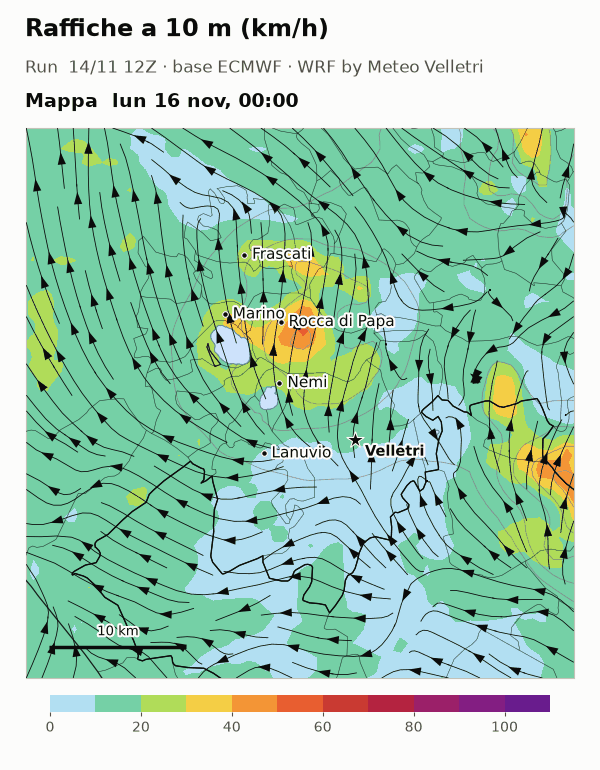 Raffiche a 10 m (km/h)
Run  14/11 12Z · base ECMWF · WRF by Meteo Velletri
Mappa  lun 16 nov, 00:00
Frascati
Marino
Rocca di Papa
Nemi
Velletri
Lanuvio
10 km
0 20 40 60 80 100